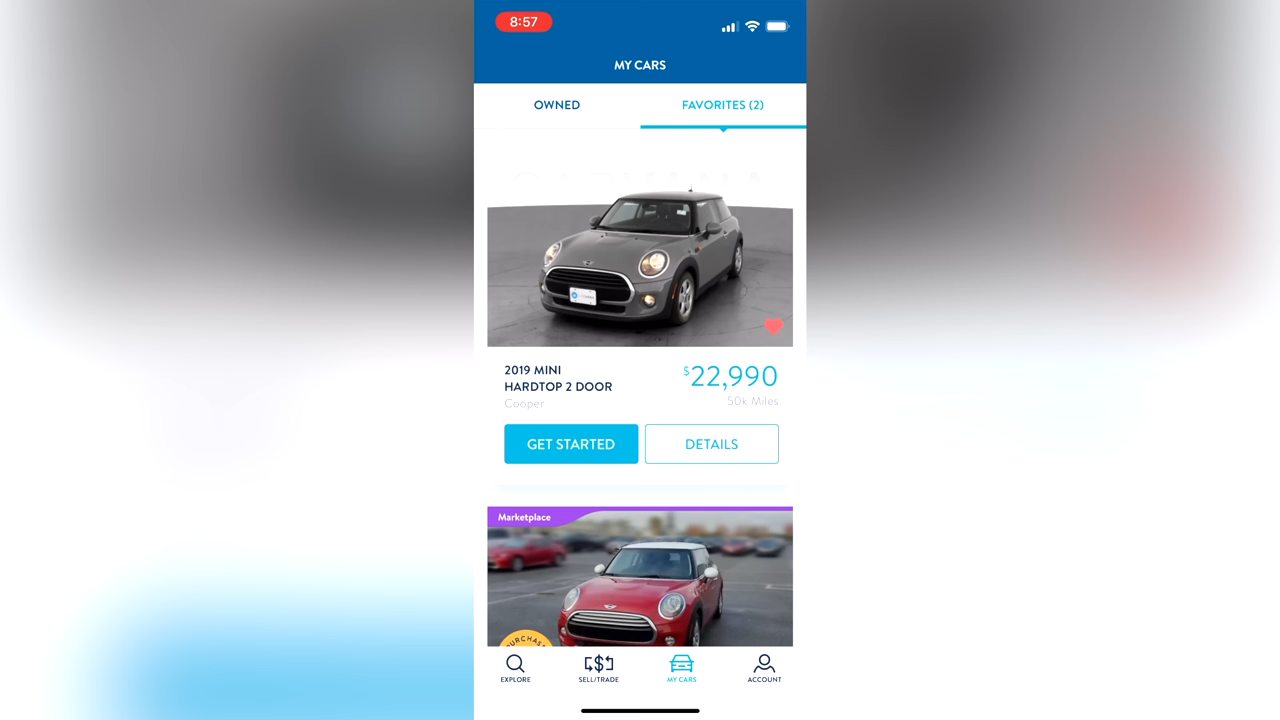 8:57
MY CARS
OWNED
FAVORITES (2)
CARVANA
2019 MINI
HARDTOP 2 DOOR
Cooper
$22,990
50k Miles
GET STARTED
DETAILS
Marketplace
EXPLORE
SELL/TRADE
MY CARS
ACCOUNT